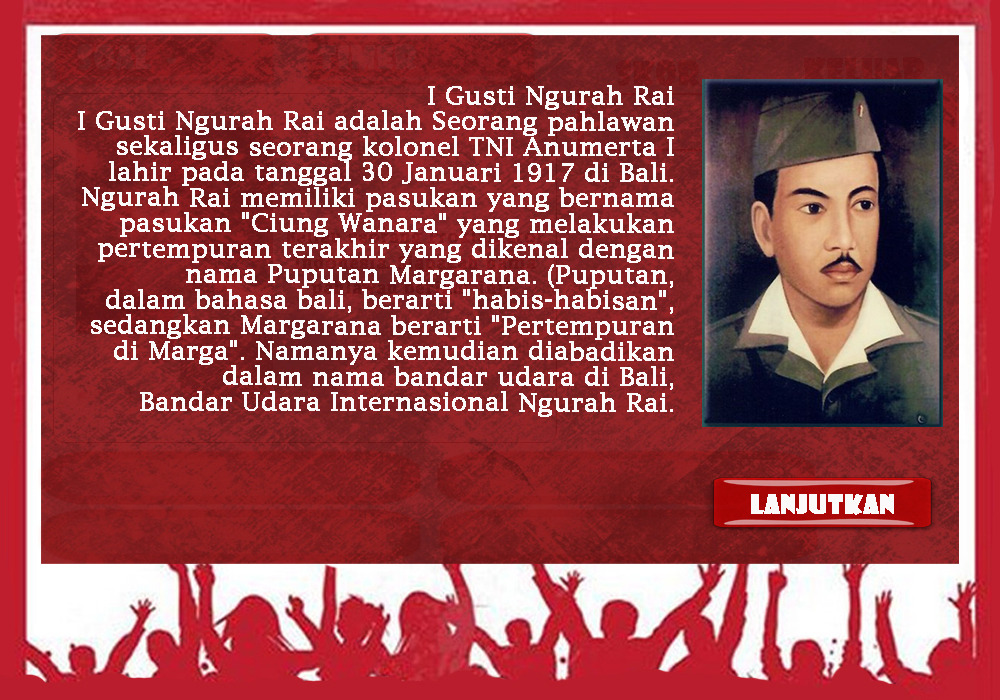 I Gusti Ngurah Rai
I Gusti Ngurah Rai adalah Seorang pahlawan
sekaligus seorang kolonel TNI Anumerta I
lahir pada tanggal 30 Januari 1917 di Bali.
Ngurah Rai memiliki pasukan yang bernama
pasukan "Ciung Wanara" yang melakukan
pertempuran terakhir yang dikenal dengan
nama Puputan Margarana. (Puputan,
dalam bahasa bali, berarti "habis-habisan",
sedangkan Margarana berarti "Pertempuran
di Marga". Namanya kemudian diabadikan
dalam nama bandar udara di Bali,
Bandar Udara Internasional Ngurah Rai.
LANJUTKAN